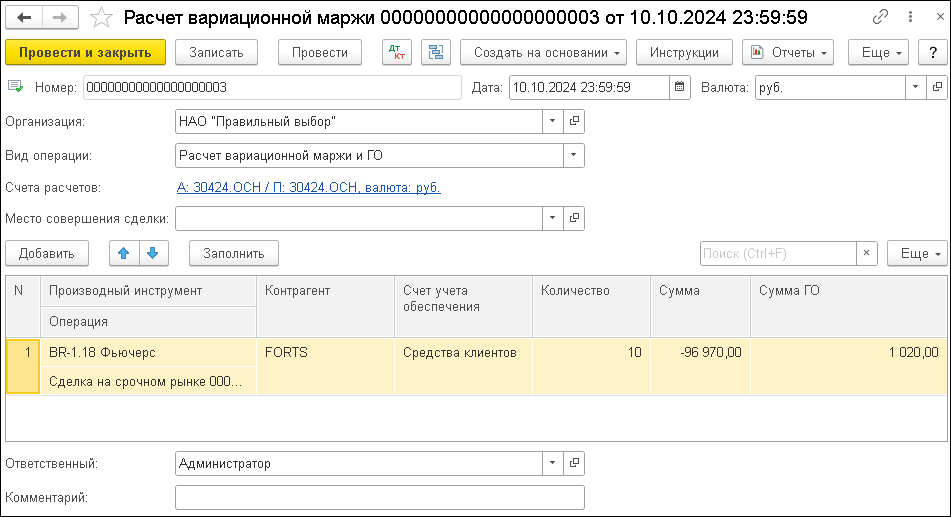 Расчет вариационной маржи 00000000000000000003 от 10.10.2024 23:59:59
Провести и закрыть Записать Провести Дт Кт Создать на основании Инструкции Отчеты Еще ?
Номер: 00000000000000000003 Дата: 10.10.2024 23:59:59 Валюта: руб.
Организация: НАО "Правильный выбор"
Вид операции: Расчет вариационной маржи и ГО
Счета расчетов: А: 30424.ОСН / П: 30424.ОСН, валюта: руб.
Место совершения сделки:
Добавить Заполнить Поиск (Ctrl+F) × Еще
N Производный инструмент Контрагент Счет учета обеспечения Количество Сумма Сумма ГО
Операция
1 BR-1.18 Фьючерс FORTS Средства клиентов 10 -96 970,00 1 020,00
Сделка на срочном рынке 000...
Ответственный: Администратор
Комментарий: